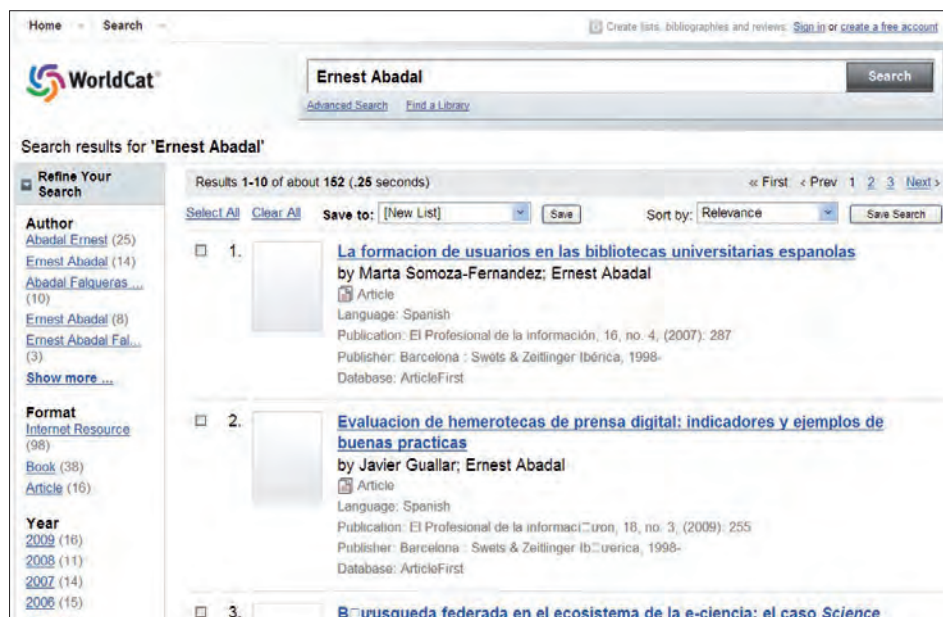 Home Search
Create lists, bibliographies and reviews: Sign in or create a free account
WorldCat
Ernest Abadal
Search
Advanced Search Find a Library
Search results for 'Ernest Abadal'
Refine Your
Search
Author
Abadal Ernest (25)
Ernest Abadal (14)
Abadal Falqueras ...
(10)
Ernest Abadal (8)
Ernest Abadal Fal...
(3)
Show more ...
Format
Internet Resource
(98)
Book (38)
Article (16)
Year
2009 (16)
2008 (11)
2007 (14)
2006 (15)
Results 1-10 of about 152 (.25 seconds)
« First < Prev 1 2 3 Next >
Select All Clear All Save to: [New List] Save Sort by: Relevance Save Search
1. La formacion de usuarios en las bibliotecas universitarias espanolas
by Marta Somoza-Fernandez; Ernest Abadal
Article
Language: Spanish
Publication: El Profesional de la información, 16, no. 4, (2007): 287
Publisher: Barcelona : Swets & Zeitlinger Ibérica, 1998-
Database: ArticleFirst
2. Evaluacion de hemerotecas de prensa digital: indicadores y ejemplos de
buenas practicas
by Javier Guallar; Ernest Abadal
Article
Language: Spanish
Publication: El Profesional de la informaci□uron, 18, no. 3, (2009): 255
Publisher: Barcelona : Swets & Zeitlinger Ib□uerica, 1998-
Database: ArticleFirst
3. B□urusqueda federada en el ecosistema de la e-ciencia: el caso Science